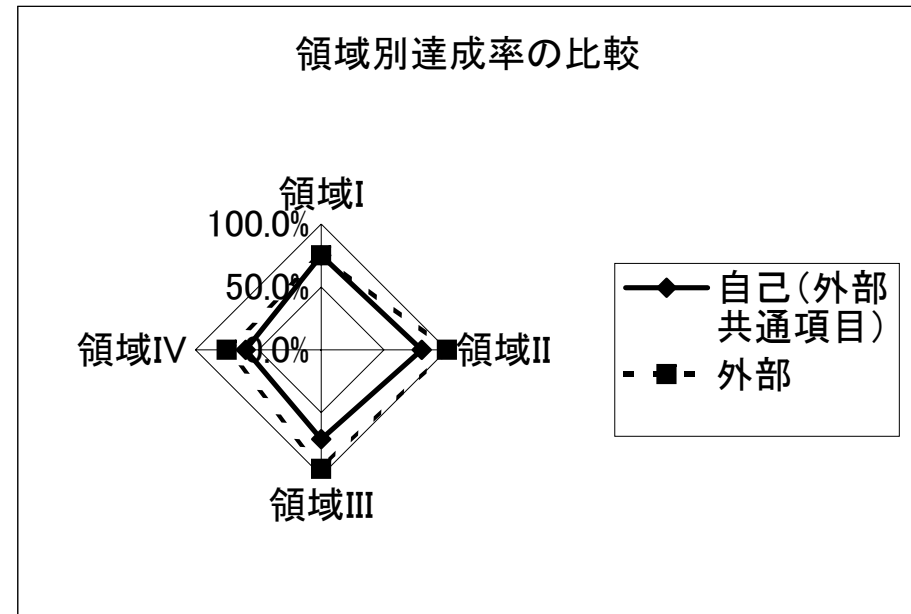 領域別達成率の比較
領域I
100.0%
50.0%
0.0%
領域IV
領域II
領域III
自己(外部
共通項目)
外部